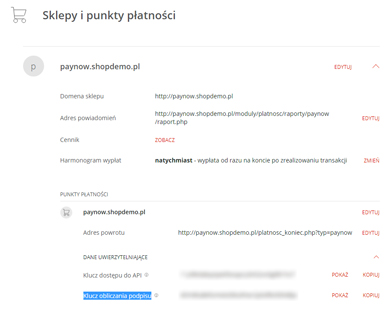 Sklepy i punkty płatności
p paynow.shopdemo.pl EDYTUJ
Domena sklepu http://paynow.shopdemo.pl
Adres powiadomień http://paynow.shopdemo.pl/moduly/platnosc/raporty/paynow
/raport.php EDYTUJ
Cennik ZOBACZ
Harmonogram wypłat natychmiast - wypłata od razu na koncie po zrealizowaniu transakcji ZMIEŃ
PUNKTY PŁATNOŚCI
paynow.shopdemo.pl EDYTUJ
Adres powrotu http://paynow.shopdemo.pl/platnosc_koniec.php?typ=paynow EDYTUJ
DANE UWIERZYTELNIAJĄCE
Klucz dostępu do API POKAŻ KOPIUJ
Klucz obliczania podpisu POKAŻ KOPIUJ